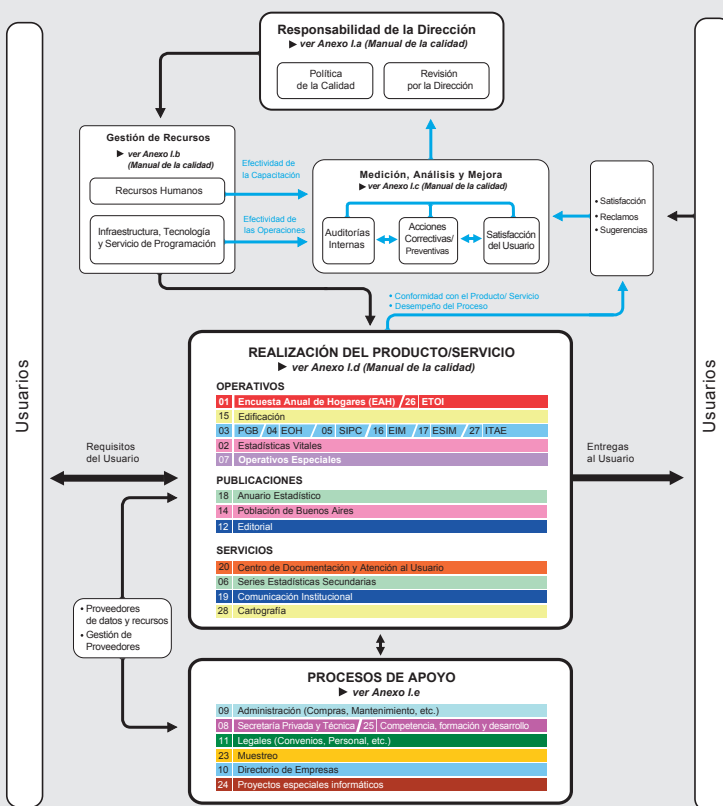 Responsabilidad de la Dirección
► ver Anexo I.a (Manual de la calidad)
Política
de la Calidad
Revisión
por la Dirección
Gestión de Recursos
► ver Anexo I.b
(Manual de la calidad)
Recursos Humanos
Infraestructura, Tecnología
y Servicio de Programación
Efectividad de
la Capacitación
Efectividad de
las Operaciones
Medición, Análisis y Mejora
► ver Anexo I.c (Manual de la calidad)
Auditorías
Internas
Acciones
Correctivas/
Preventivas
Satisfacción
del Usuario
• Satisfacción
• Reclamos
• Sugerencias
• Conformidad con el Producto/ Servicio
• Desempeño del Proceso
Usuarios
Usuarios
Requisitos
del Usuario
Entregas
al Usuario
REALIZACIÓN DEL PRODUCTO/SERVICIO
► ver Anexo I.d (Manual de la calidad)
OPERATIVOS
01 Encuesta Anual de Hogares (EAH) / 26 ETOI
15 Edificación
03 PGB / 04 EOH / 05 SIPC / 16 EIM / 17 ESIM / 27 ITAE
02 Estadísticas Vitales
07 Operativos Especiales
PUBLICACIONES
18 Anuario Estadístico
14 Población de Buenos Aires
12 Editorial
SERVICIOS
20 Centro de Documentación y Atención al Usuario
06 Series Estadísticas Secundarias
19 Comunicación Institucional
28 Cartografía
• Proveedores
de datos y recursos
• Gestión de
Proveedores
PROCESOS DE APOYO
► ver Anexo I.e
09 Administración (Compras, Mantenimiento, etc.)
08 Secretaría Privada y Técnica / 25 Competencia, formación y desarrollo
11 Legales (Convenios, Personal, etc.)
23 Muestreo
10 Directorio de Empresas
24 Proyectos especiales informáticos